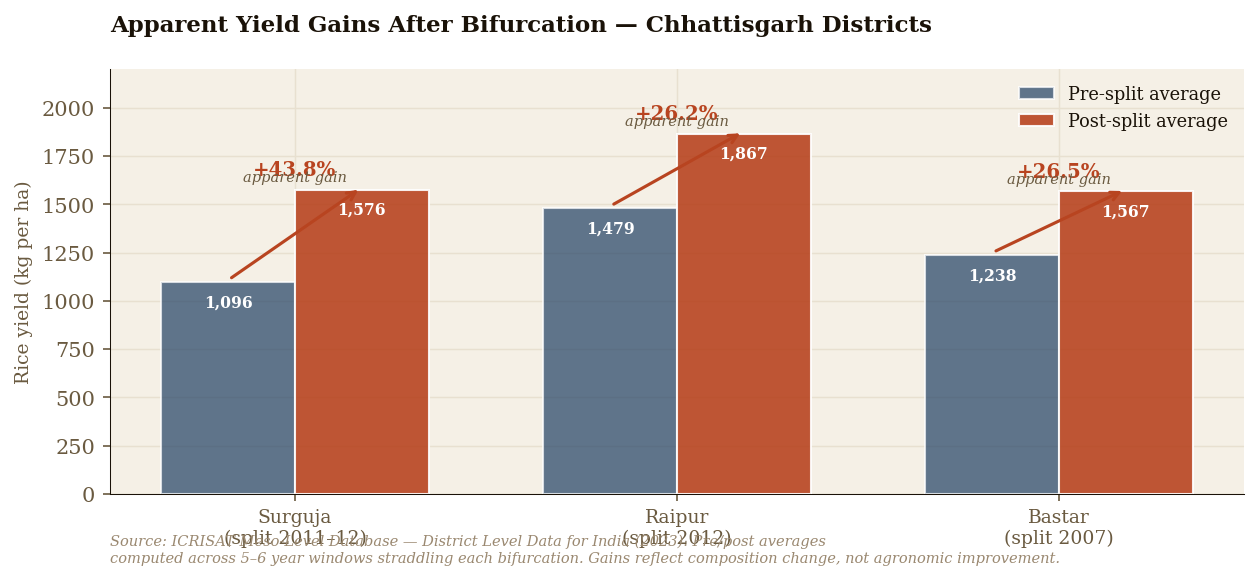 Apparent Yield Gains After Bifurcation — Chhattisgarh Districts
Pre-split average
Post-split average
Rice yield (kg per ha)
2000
1750
1500
1250
1000
750
500
250
0
+43.8%
apparent gain
1,096
1,576
+26.2%
apparent gain
1,479
1,867
+26.5%
apparent gain
1,238
1,567
Surguja
(split 2011–12)
Raipur
(split 2012)
Bastar
(split 2007)
Source: ICRISAT Meso Level Database — District Level Data for India (2023). Pre/post averages
computed across 5–6 year windows straddling each bifurcation. Gains reflect composition change, not agronomic improvement.